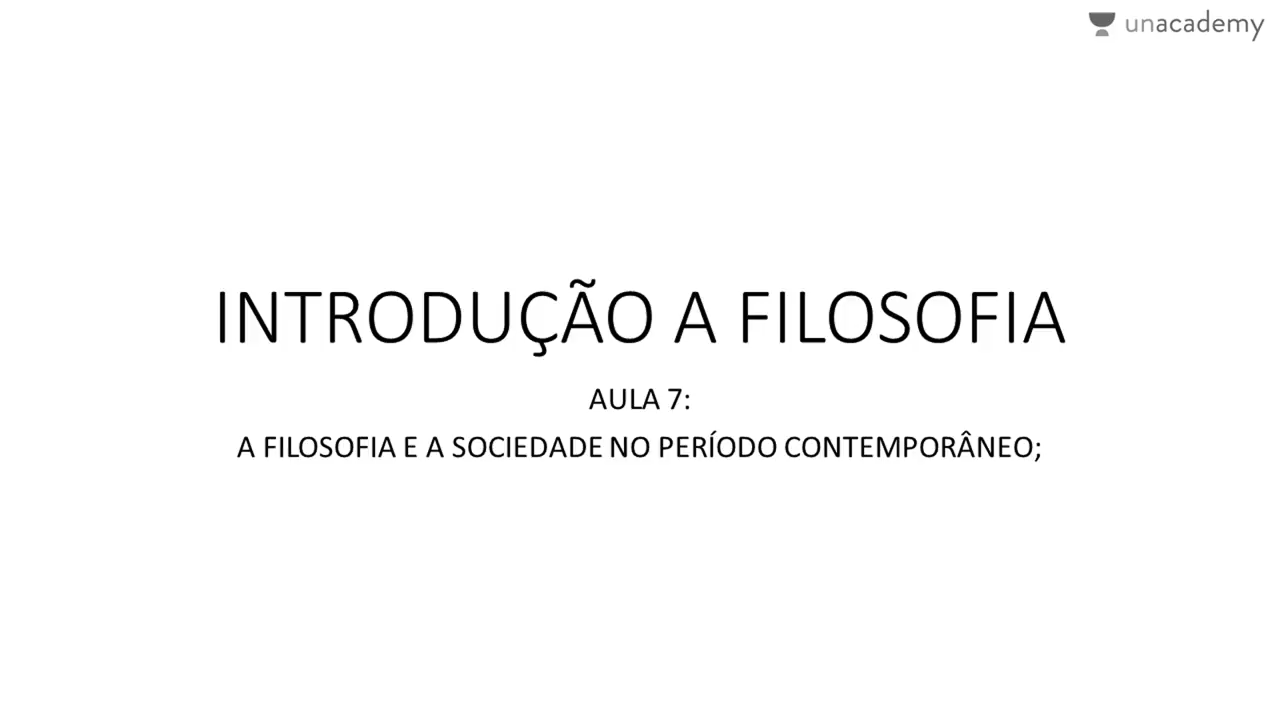 unacademy
INTRODUÇÃO A FILOSOFIA
AULA 7:
A FILOSOFIA E A SOCIEDADE NO PERÍODO CONTEMPORÂNEO;